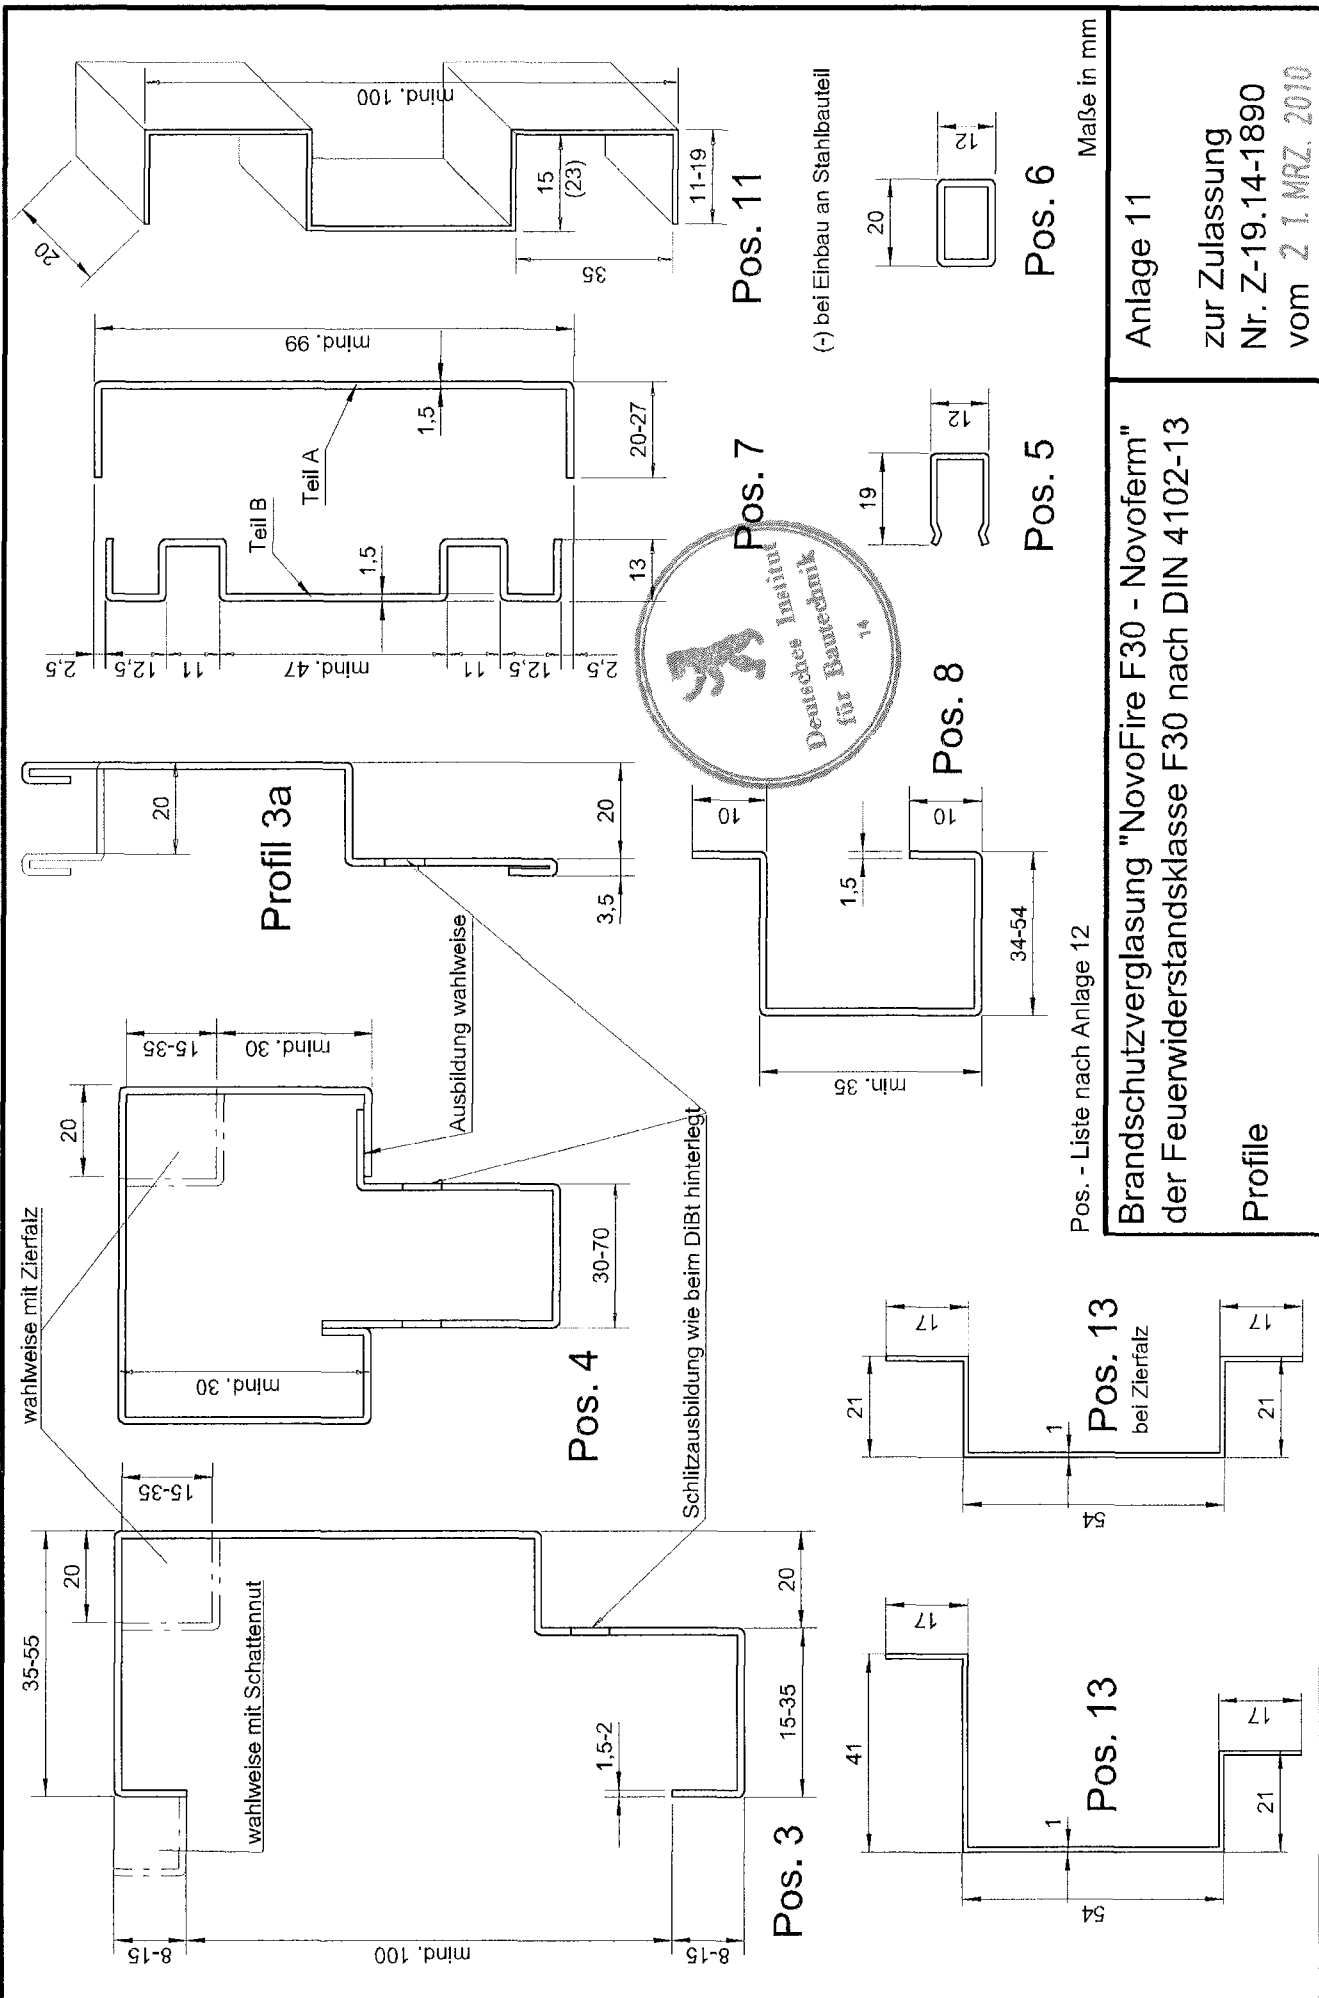 35-55
20
15-35
wahlweise mit Zierfalz
wahlweise mit Schattennut
8-15
mind. 100
8-15
1,5-2
15-35
20
Pos. 3
20
15-35
mind. 30
mind. 30
Ausbildung wahlweise
30-70
Pos. 4
Schlitzausbildung wie beim DiBt hinterlegt
20
Profil 3a
3,5
20
2,5
12,5
11
mind. 47
11
12,5
2,5
Teil B
1,5
13
Teil A
1,5
20-27
mind. 99
Pos. 7
20
mind. 100
15
(23)
11-19
35
Pos. 11
(-) bei Einbau an Stahlbauteil
41
17
1
54
17
21
Pos. 13
21
17
1
54
17
21
Pos. 13
bei Zierfalz
10
10
1,5
34-54
min. 35
Pos. 8
19
12
Pos. 5
20
12
Pos. 6
Deutsches Institut
für Bautechnik
14
Pos. - Liste nach Anlage 12
Maße in mm
Brandschutzverglasung "NovoFire F30 - Novoferm"
der Feuerwiderstandsklasse F30 nach DIN 4102-13
Profile
Anlage 11
zur Zulassung
Nr. Z-19.14-1890
vom 2 1. MRZ. 2010